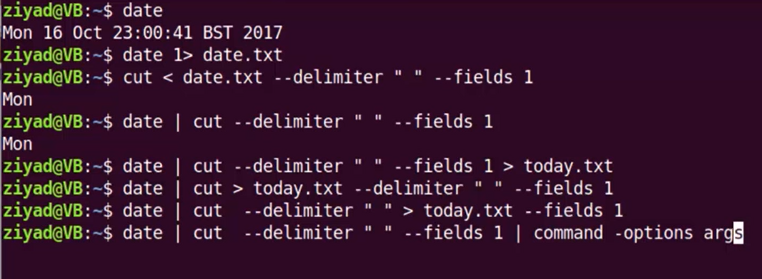 ziyad@VB:~$ date
Mon 16 Oct 23:00:41 BST 2017
ziyad@VB:~$ date 1> date.txt
ziyad@VB:~$ cut < date.txt --delimiter " " --fields 1
Mon
ziyad@VB:~$ date | cut --delimiter " " --fields 1
Mon
ziyad@VB:~$ date | cut --delimiter " " --fields 1 > today.txt
ziyad@VB:~$ date | cut > today.txt --delimiter " " --fields 1
ziyad@VB:~$ date | cut  --delimiter " " > today.txt --fields 1
ziyad@VB:~$ date | cut  --delimiter " " --fields 1 | command -options args